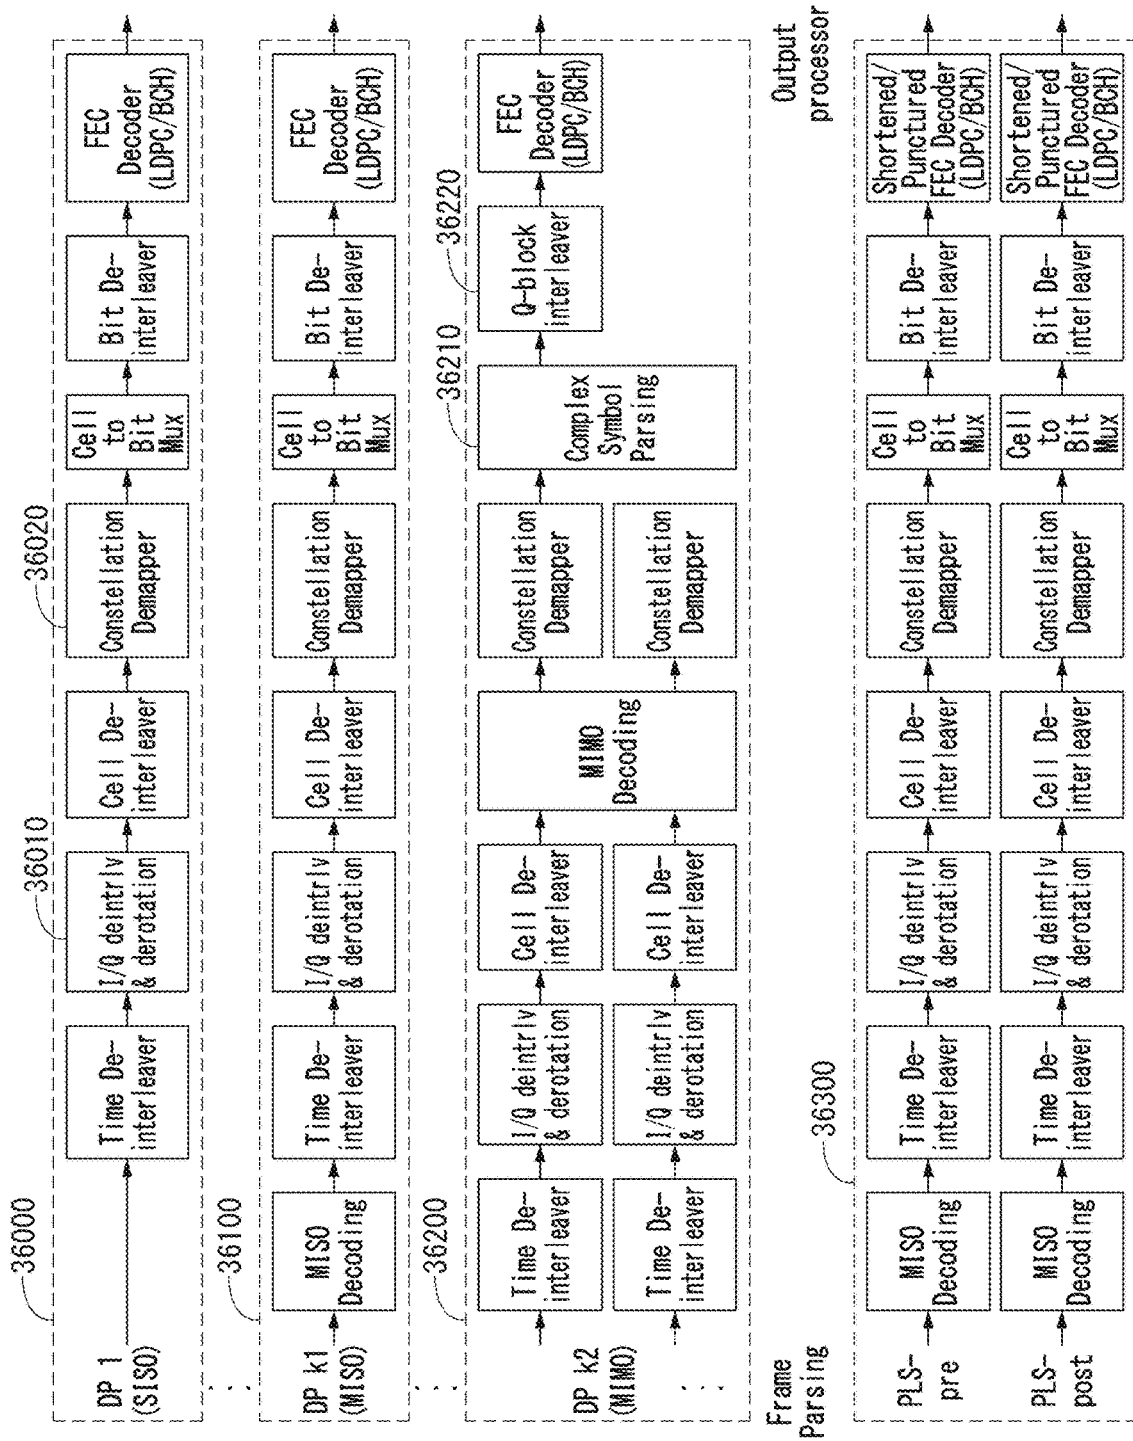 36000
DP 1
(SISO)
Time De-
interleaver
36010
I/Q deintrlv
& derotation
Cell De-
interleaver
36020
Constellation
Demapper
Cell
to
Bit
Mux
Bit De-
interleaver
FEC
Decoder
(LDPC/BCH)
. . .
36100
DP k1
(MISO)
MISO
Decoding
Time De-
interleaver
I/Q deintrlv
& derotation
Cell De-
interleaver
Constellation
Demapper
Cell
to
Bit
Mux
Bit De-
interleaver
FEC
Decoder
(LDPC/BCH)
. . .
36200
DP k2
(MIMO)
Time De-
interleaver
I/Q deintrlv
& derotation
Cell De-
interleaver
Time De-
interleaver
I/Q deintrlv
& derotation
Cell De-
interleaver
MIMO
Decoding
Constellation
Demapper
Constellation
Demapper
36210
Complex
Symbol
Parsing
36220
Q-block
interleaver
FEC
Decoder
(LDPC/BCH)
. . .
Frame
Parsing
Output
processor
36300
PLS-
pre
MISO
Decoding
Time De-
interleaver
I/Q deintrlv
& derotation
Cell De-
interleaver
Constellation
Demapper
Cell
to
Bit
Mux
Bit De-
interleaver
Shortened/
Punctured
FEC Decoder
(LDPC/BCH)
PLS-
post
MISO
Decoding
Time De-
interleaver
I/Q deintrlv
& derotation
Cell De-
interleaver
Constellation
Demapper
Cell
to
Bit
Mux
Bit De-
interleaver
Shortened/
Punctured
FEC Decoder
(LDPC/BCH)